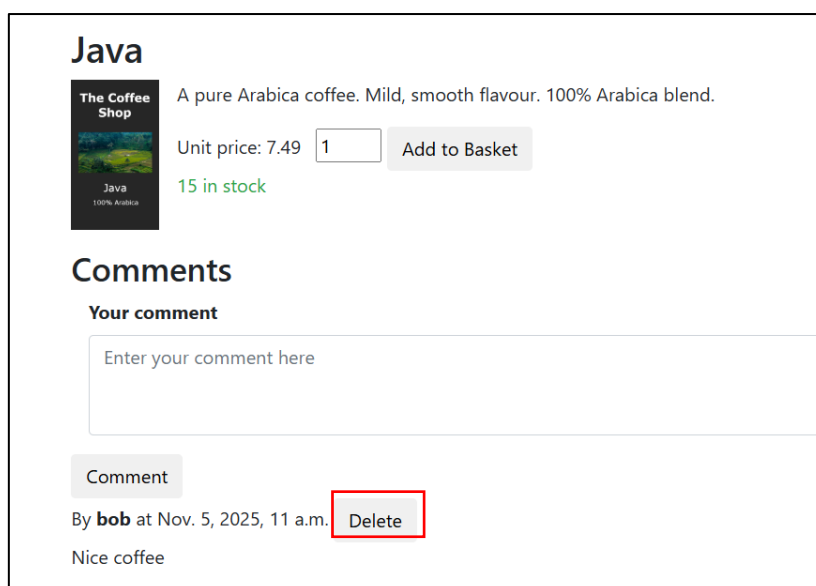 Java
The Coffee
Shop
Java
100% Arabica
A pure Arabica coffee. Mild, smooth flavour. 100% Arabica blend.
Unit price: 7.49 1 Add to Basket
15 in stock
Comments
Your comment
Enter your comment here
Comment
By bob at Nov. 5, 2025, 11 a.m. Delete
Nice coffee